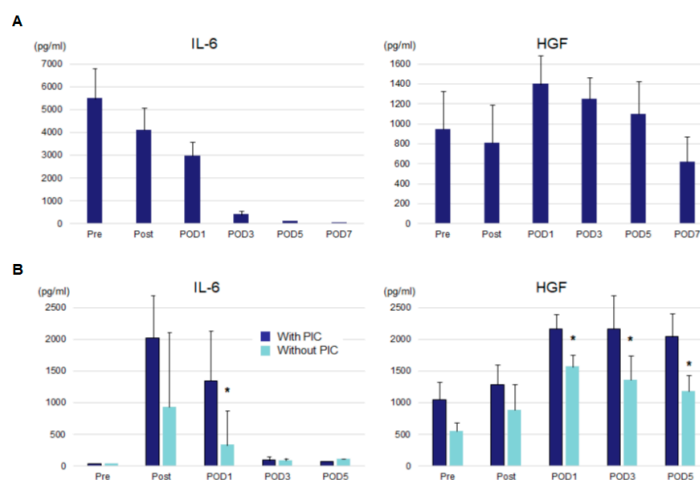 A
IL-6
(pg/ml)
7000
6000
5000
4000
3000
2000
1000
0
Pre Post POD1 POD3 POD5 POD7
HGF
(pg/ml)
1600
1400
1200
1000
800
600
400
200
0
Pre Post POD1 POD3 POD5 POD7
B
IL-6
(pg/ml)
2500
2000
1500
1000
500
0
With PIC
Without PIC
*
Pre Post POD1 POD3 POD5
HGF
(pg/ml)
2500
2000
1500
1000
500
0
* * *
Pre Post POD1 POD3 POD5